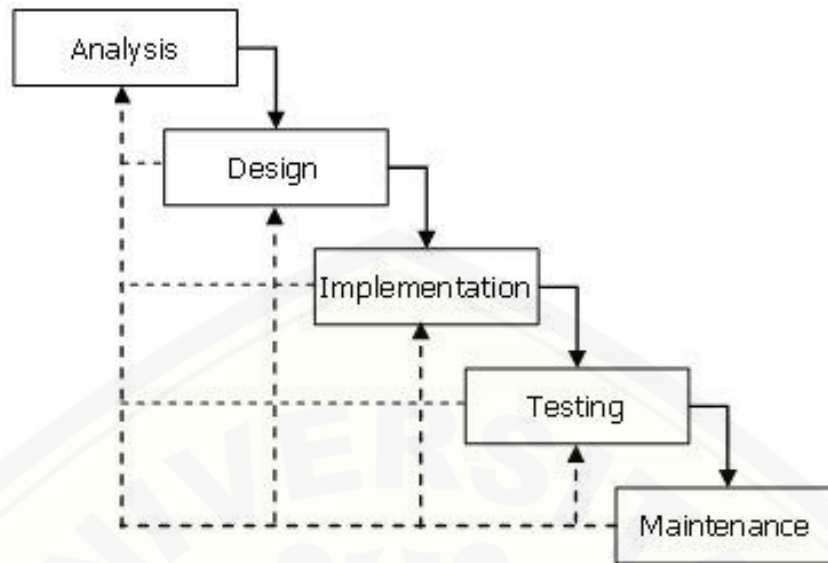 Analysis
Design
Implementation
Testing
Maintenance